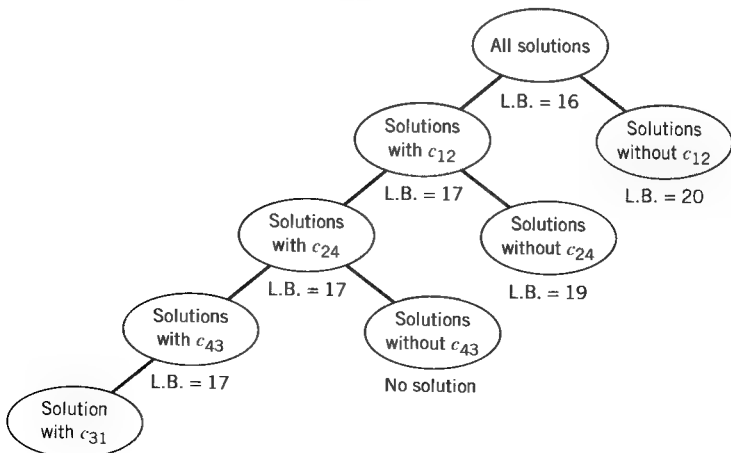 All solutions
L.B. = 16
Solutions
with c12
Solutions
without c12
L.B. = 17
L.B. = 20
Solutions
with c24
Solutions
without c24
L.B. = 17
L.B. = 19
Solutions
with c43
Solutions
without c43
L.B. = 17
No solution
Solution
with c31